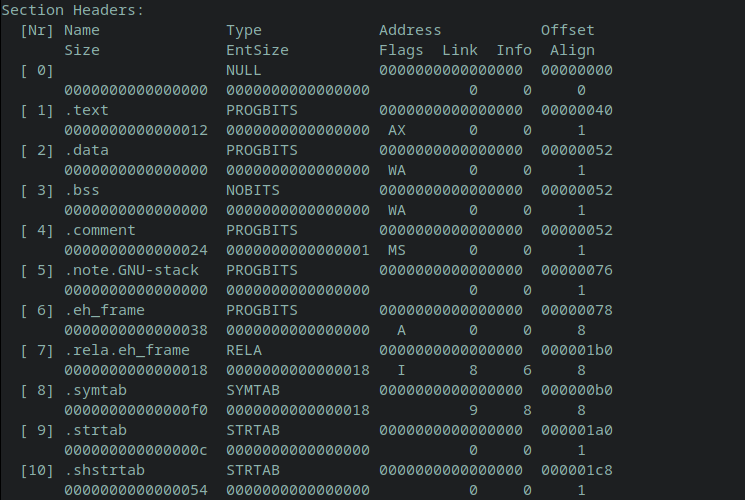 Section Headers:
  [Nr] Name              Type             Address           Offset
       Size              EntSize          Flags  Link  Info  Align
  [ 0]                   NULL             0000000000000000  00000000
       0000000000000000  0000000000000000           0     0     0
  [ 1] .text             PROGBITS         0000000000000000  00000040
       0000000000000012  0000000000000000  AX       0     0     1
  [ 2] .data             PROGBITS         0000000000000000  00000052
       0000000000000000  0000000000000000  WA       0     0     1
  [ 3] .bss              NOBITS           0000000000000000  00000052
       0000000000000000  0000000000000000  WA       0     0     1
  [ 4] .comment          PROGBITS         0000000000000000  00000052
       0000000000000024  0000000000000001  MS       0     0     1
  [ 5] .note.GNU-stack   PROGBITS         0000000000000000  00000076
       0000000000000000  0000000000000000           0     0     1
  [ 6] .eh_frame         PROGBITS         0000000000000000  00000078
       0000000000000038  0000000000000000   A       0     0     8
  [ 7] .rela.eh_frame    RELA             0000000000000000  000001b0
       0000000000000018  0000000000000018   I       8     6     8
  [ 8] .symtab           SYMTAB           0000000000000000  000000b0
       00000000000000f0  0000000000000018           9     8     8
  [ 9] .strtab           STRTAB           0000000000000000  000001a0
       000000000000000c  0000000000000000           0     0     1
  [10] .shstrtab         STRTAB           0000000000000000  000001c8
       0000000000000054  0000000000000000           0     0     1